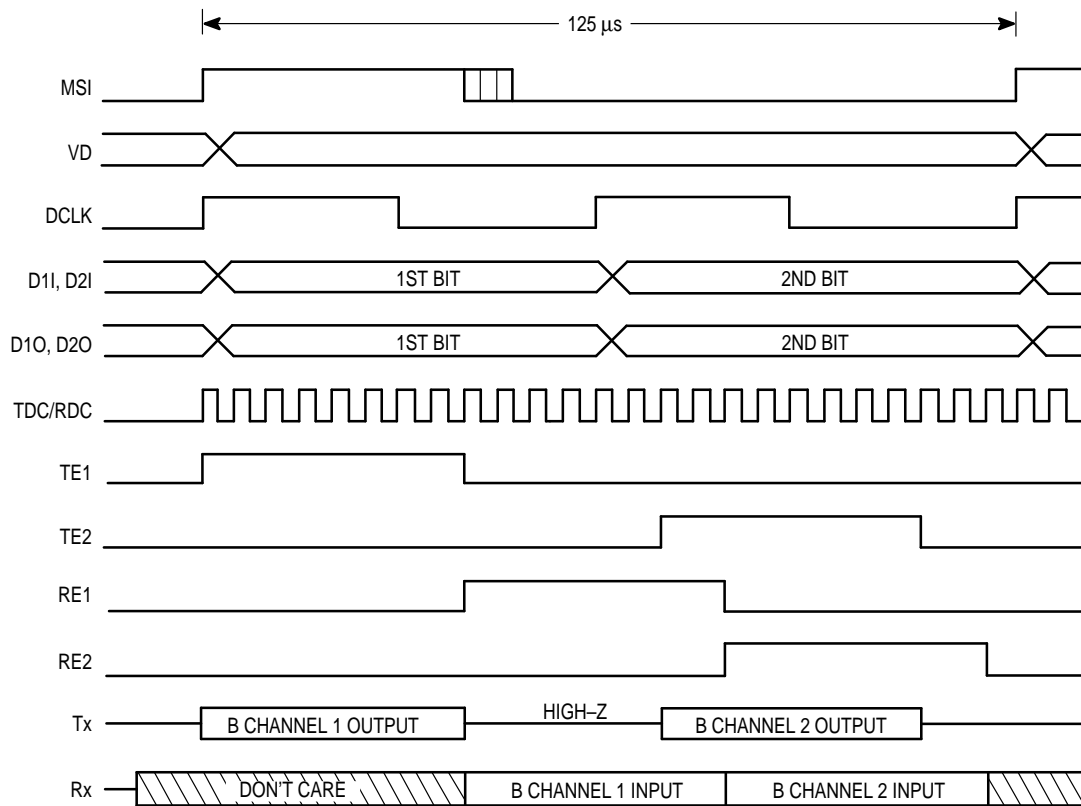 125 μs
MSI
VD
DCLK
D1I, D2I 1ST BIT 2ND BIT
D1O, D2O 1ST BIT 2ND BIT
TDC/RDC
TE1
TE2
RE1
RE2
Tx B CHANNEL 1 OUTPUT HIGH–Z B CHANNEL 2 OUTPUT
Rx DON'T CARE B CHANNEL 1 INPUT B CHANNEL 2 INPUT